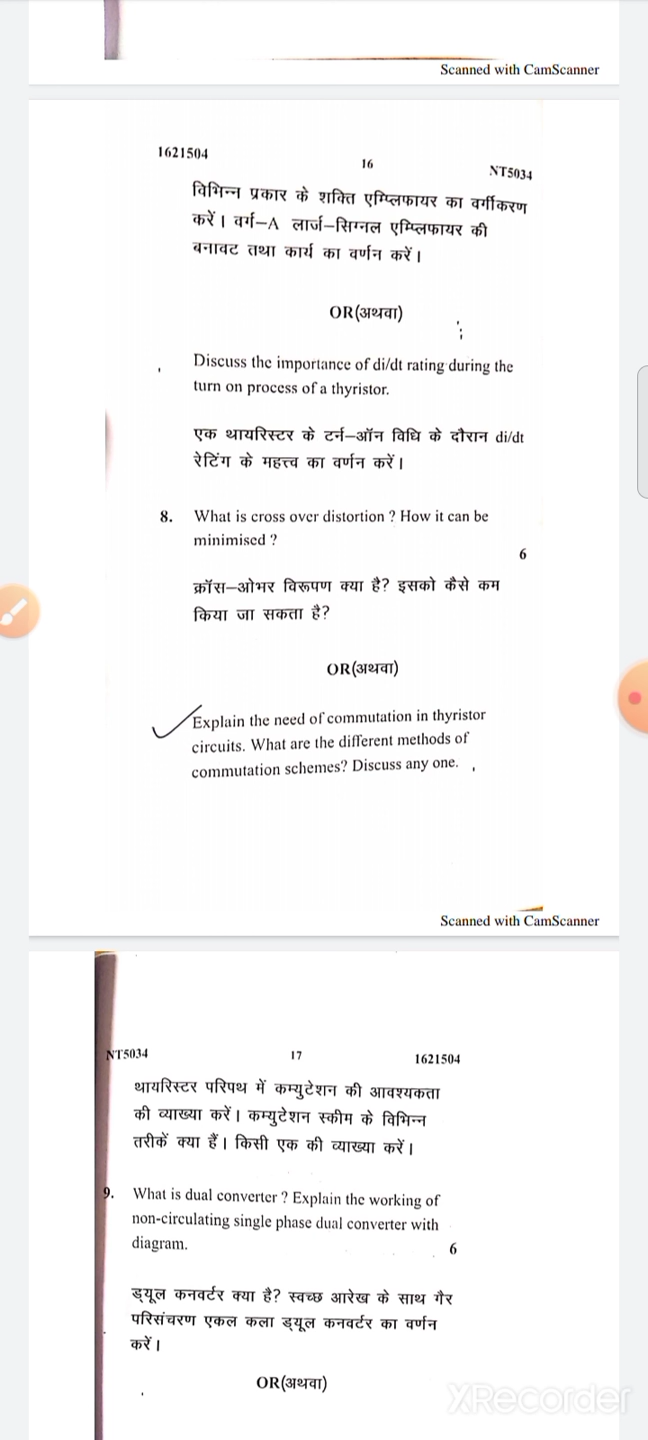 Scanned with CamScanner
1621504
16
NT5034
विभिन्न प्रकार के शक्ति एम्प्लिफायर का वर्गीकरण
करें। वर्ग–A लार्ज–सिग्नल एम्प्लिफायर की
बनावट तथा कार्य का वर्णन करें।
OR(अथवा)
Discuss the importance of di/dt rating during the
turn on process of a thyristor.
एक थायरिस्टर के टर्न–ऑन विधि के दौरान di/dt
रेटिंग के महत्त्व का वर्णन करें।
8. What is cross over distortion ? How it can be
minimised ?
6
क्रॉस–ओभर विरूपण क्या है? इसको कैसे कम
किया जा सकता है?
OR(अथवा)
Explain the need of commutation in thyristor
circuits. What are the different methods of
commutation schemes? Discuss any one.
Scanned with CamScanner
NT5034
17
1621504
थायरिस्टर परिपथ में कम्युटेशन की आवश्यकता
की व्याख्या करें। कम्युटेशन स्कीम के विभिन्न
तरीकें क्या हैं। किसी एक की व्याख्या करें।
9. What is dual converter ? Explain the working of
non-circulating single phase dual converter with
diagram.
6
ड्यूल कनवर्टर क्या है? स्वच्छ आरेख के साथ गैर
परिसंचरण एकल कला ड्यूल कनवर्टर का वर्णन
करें।
OR(अथवा)
XRecorder